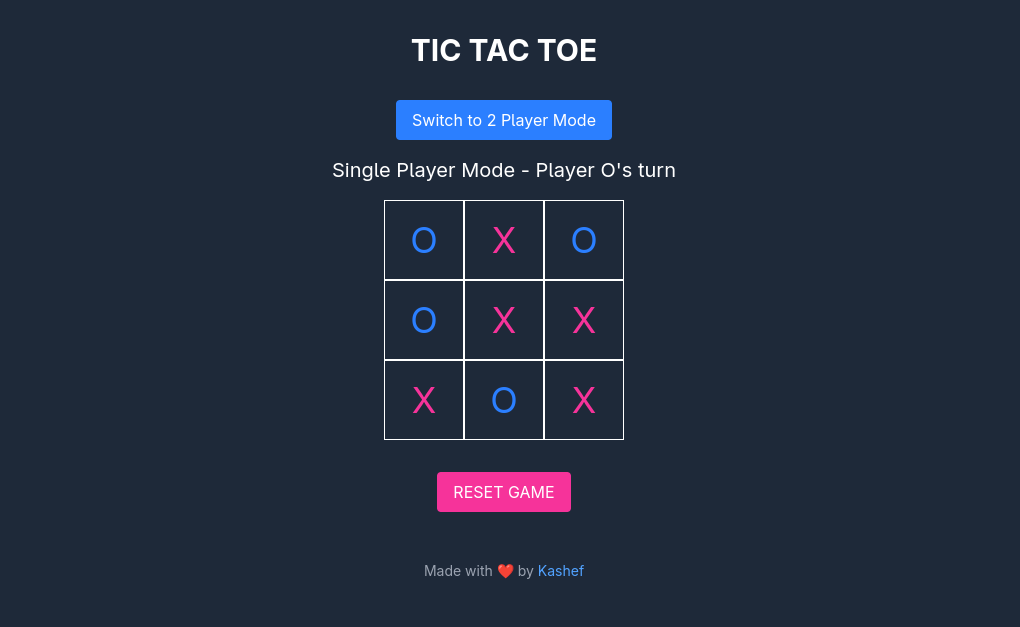 TIC TAC TOE
Switch to 2 Player Mode
Single Player Mode - Player O's turn
O X O
O X X
X O X
RESET GAME
Made with ❤️ by Kashef